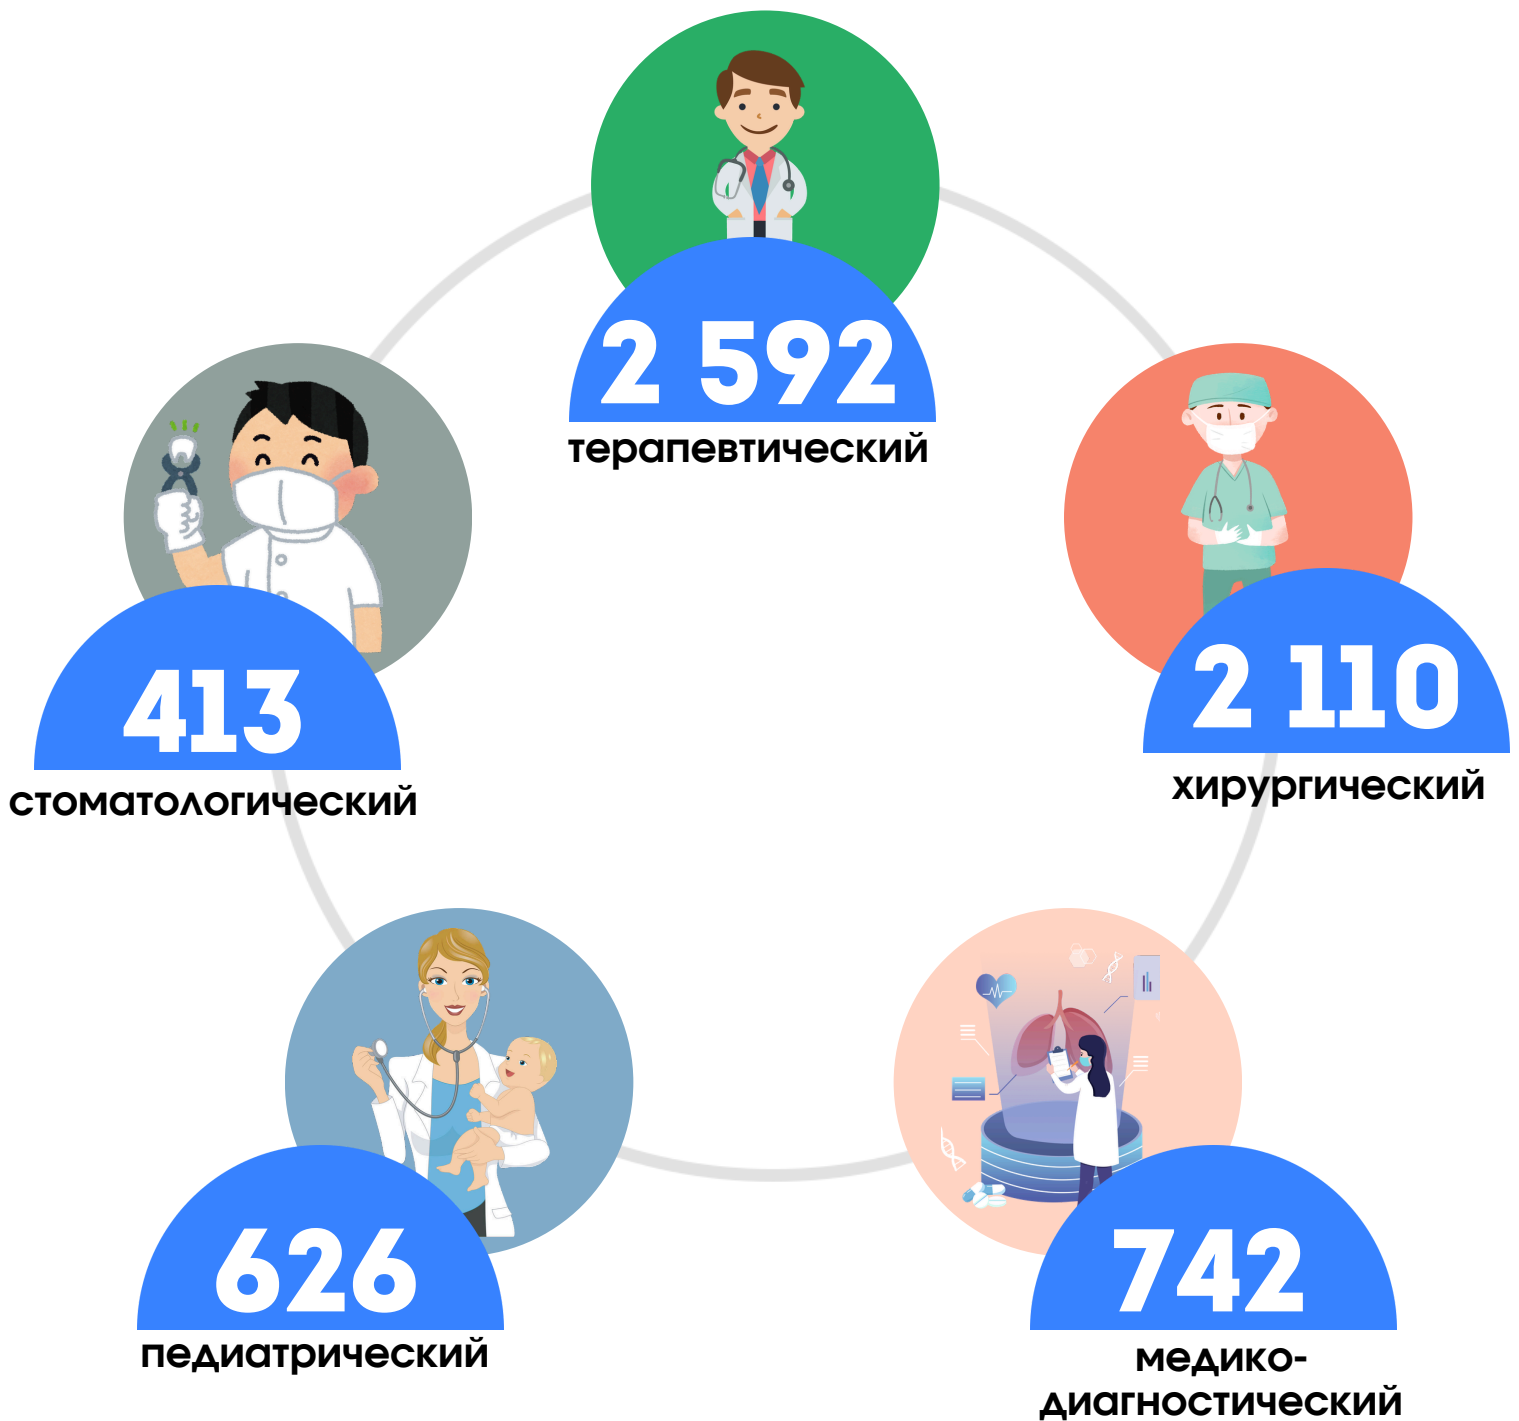 2 592
терапевтический
413
стоматологический
2 110
хирургический
626
педиатрический
742
медико-
диагностический